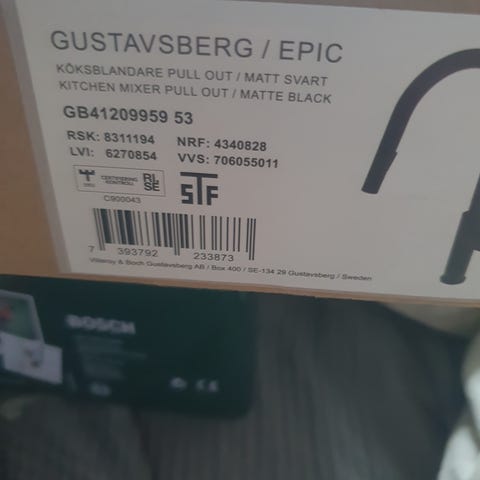 GUSTAVSBERG / EPIC
KÖKSBLANDARE PULL OUT / MATT SVART
KITCHEN MIXER PULL OUT / MATTE BLACK
GB41209959 53
RSK: 8311194 NRF: 4340828
LVI: 6270854 VVS: 706055011
CERTIFIERING
KONTROLL
RI.
SE
STF
C900043
7 393792 233873
Villeroy & Boch Gustavsberg AB / Box 400 / SE-134 29 Gustavsberg / Sweden
BOSCH